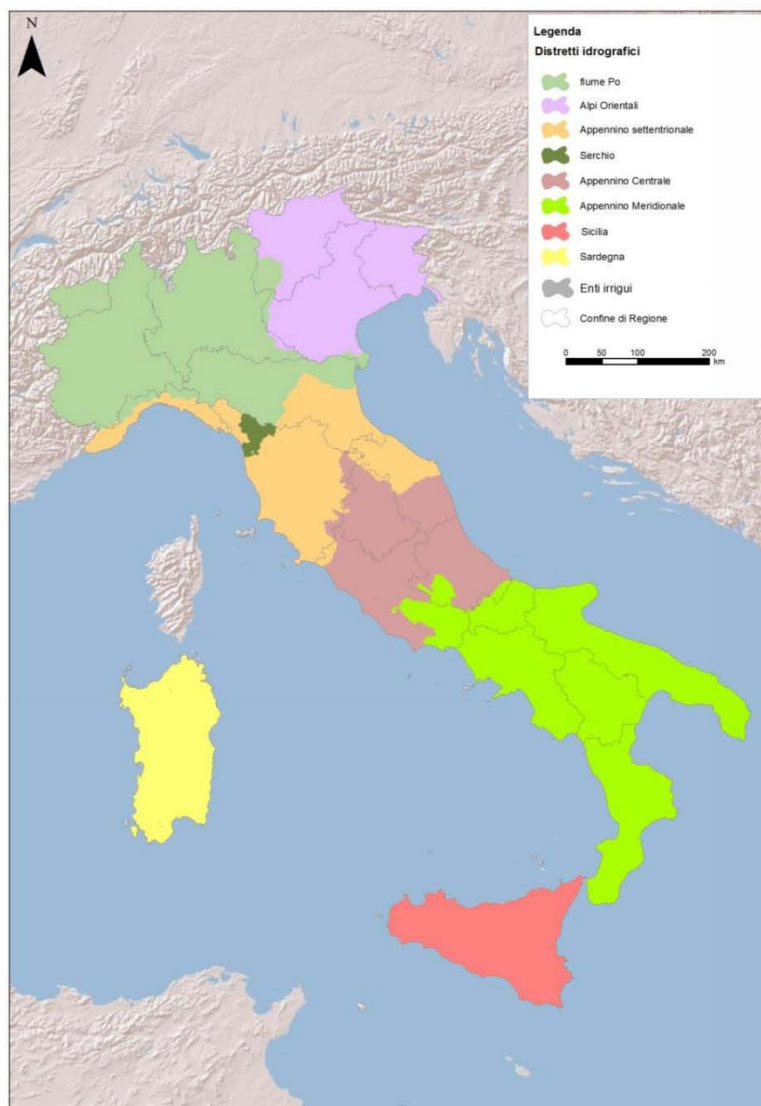 N
Legenda
Distretti idrografici
fiume Po
Alpi Orientali
Appennino settentrionale
Serchio
Appennino Centrale
Appennino Meridionale
Sicilia
Sardegna
Enti irrigui
Confine di Regione
0 50 100 200
km